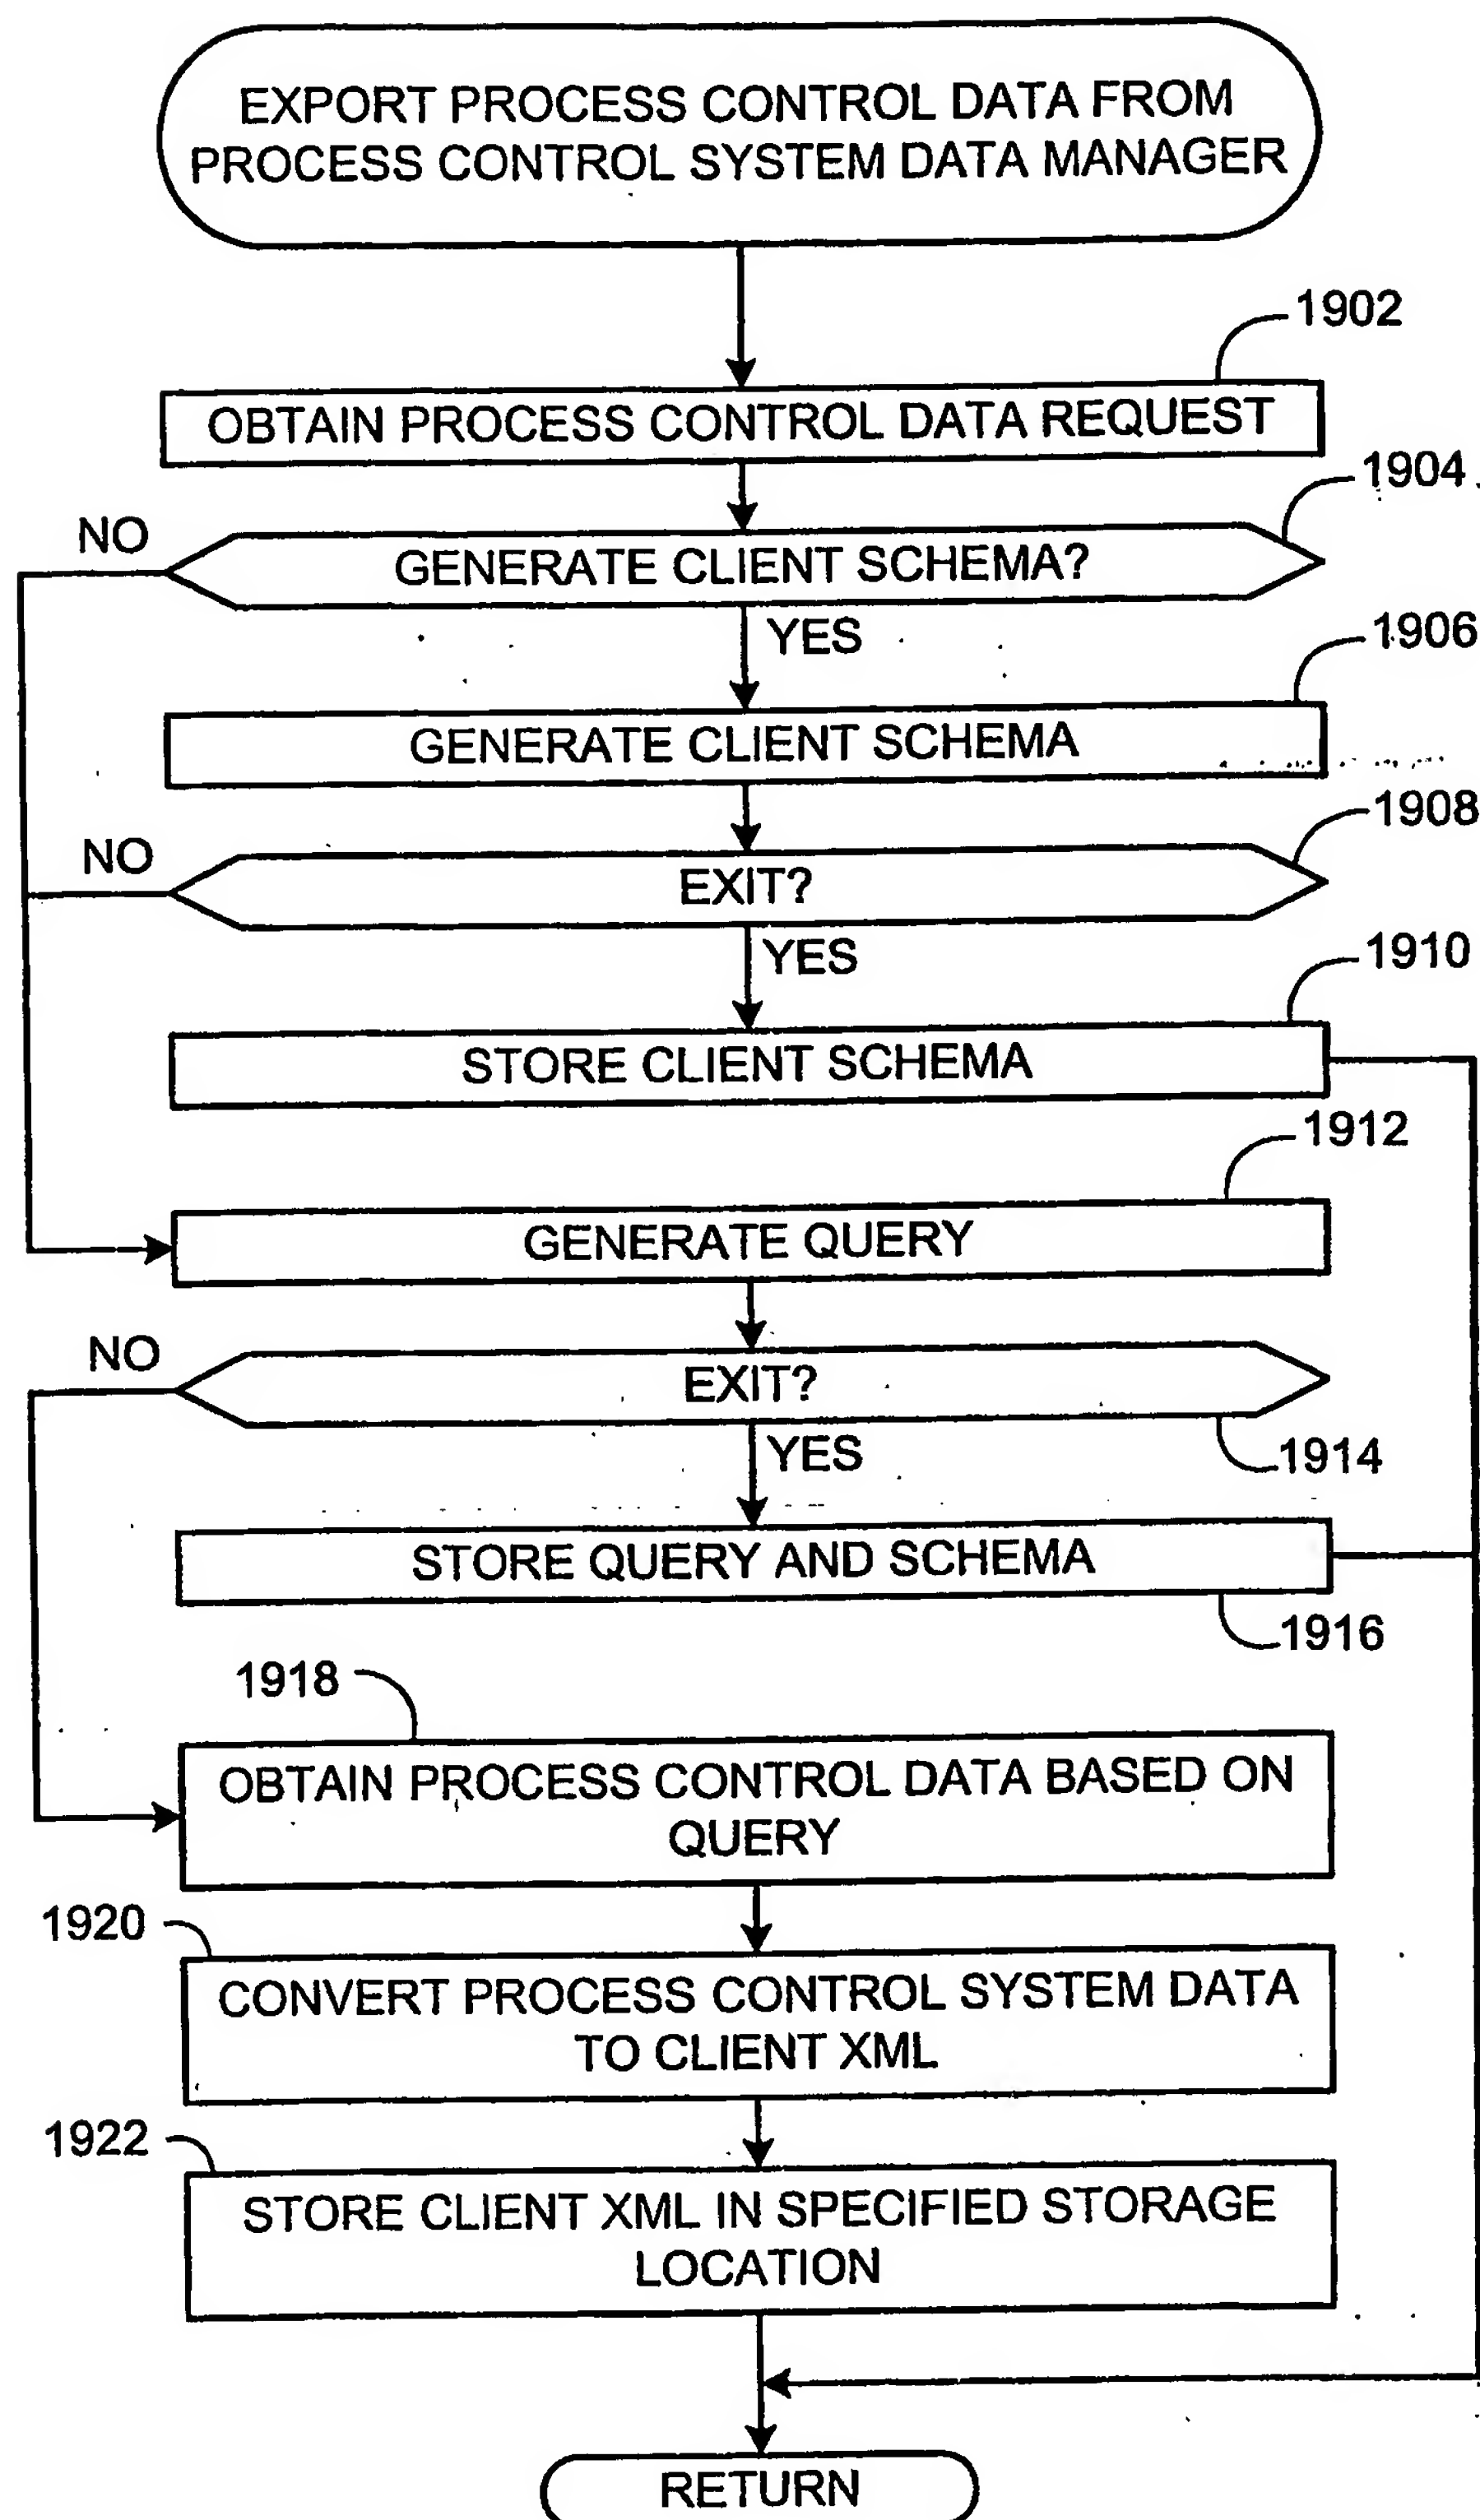 EXPORT PROCESS CONTROL DATA FROM
PROCESS CONTROL SYSTEM DATA MANAGER
1902
OBTAIN PROCESS CONTROL DATA REQUEST
1904
NO
GENERATE CLIENT SCHEMA?
YES
1906
GENERATE CLIENT SCHEMA
1908
NO
EXIT?
YES
1910
STORE CLIENT SCHEMA
1912
GENERATE QUERY
NO
EXIT?
YES
1914
STORE QUERY AND SCHEMA
1916
1918
OBTAIN PROCESS CONTROL DATA BASED ON
QUERY
1920
CONVERT PROCESS CONTROL SYSTEM DATA
TO CLIENT XML
1922
STORE CLIENT XML IN SPECIFIED STORAGE
LOCATION
RETURN